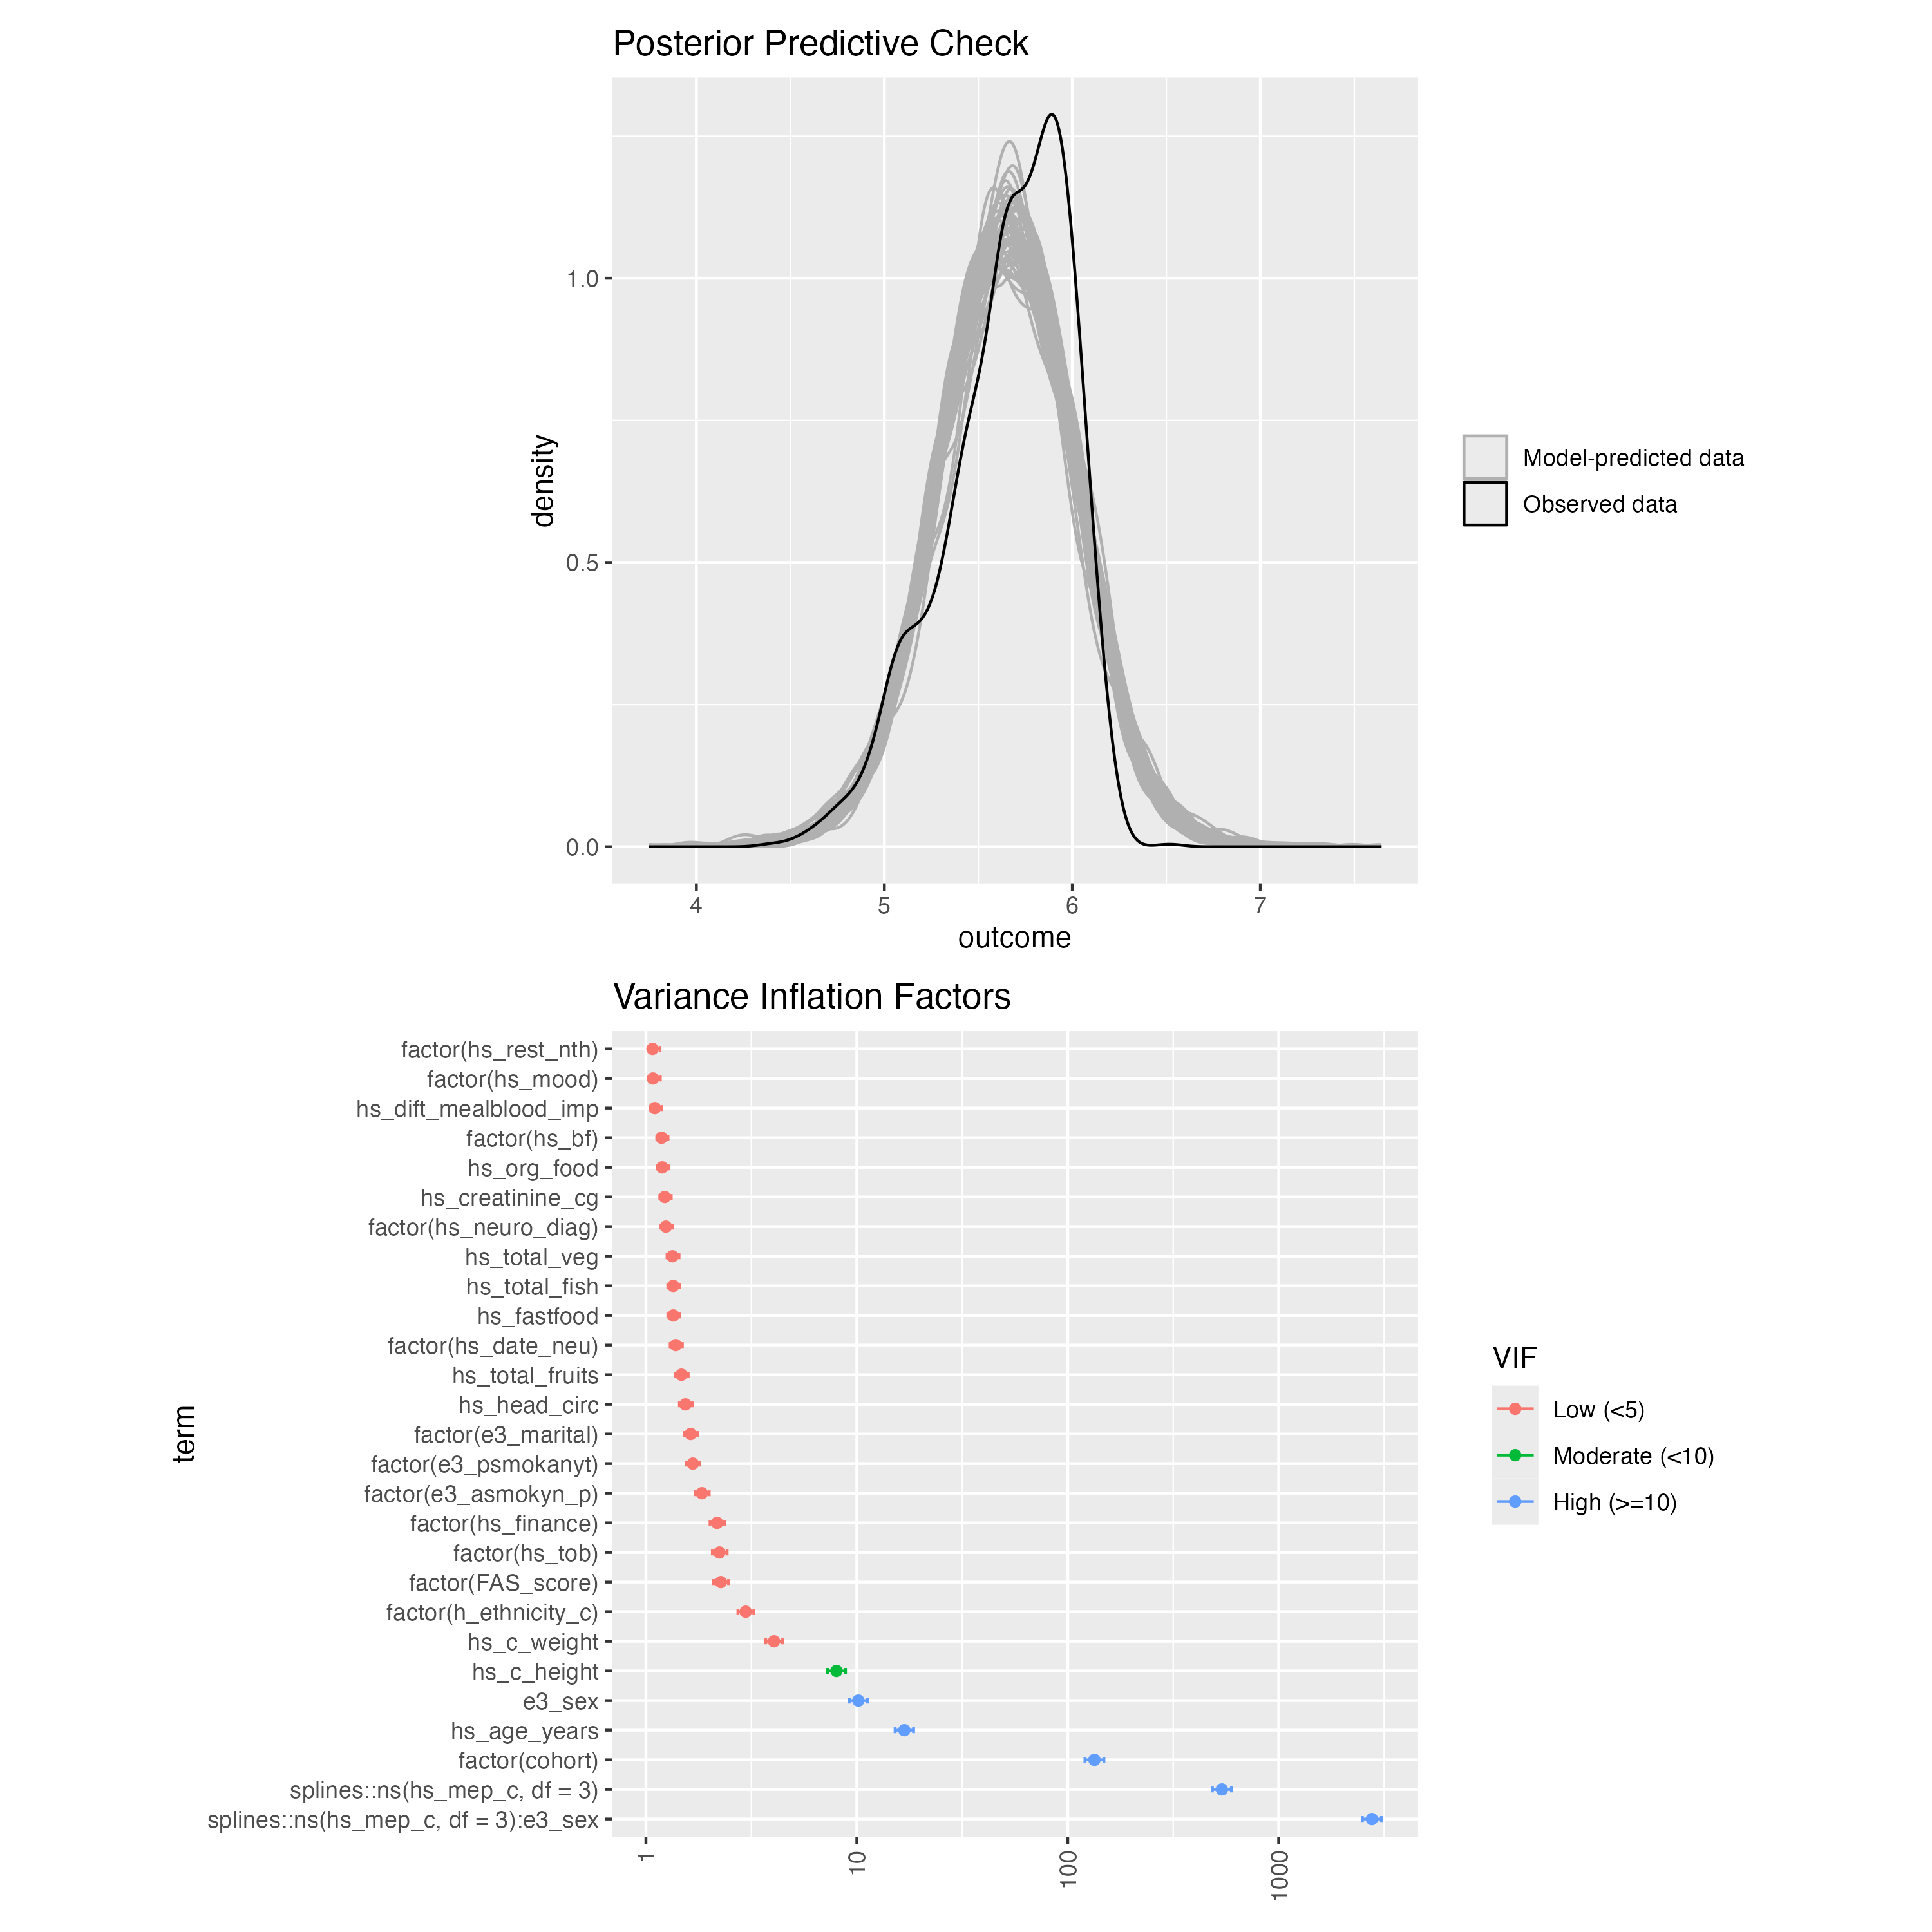 Posterior Predictive Check
density
1.0
0.5
0.0
4 5 6 7
outcome
Model-predicted data
Observed data
Variance Inflation Factors
term
factor(hs_rest_nth)
factor(hs_mood)
hs_dift_mealblood_imp
factor(hs_bf)
hs_org_food
hs_creatinine_cg
factor(hs_neuro_diag)
hs_total_veg
hs_total_fish
hs_fastfood
factor(hs_date_neu)
hs_total_fruits
hs_head_circ
factor(e3_marital)
factor(e3_psmokanyt)
factor(e3_asmokyn_p)
factor(hs_finance)
factor(hs_tob)
factor(FAS_score)
factor(h_ethnicity_c)
hs_c_weight
hs_c_height
e3_sex
hs_age_years
factor(cohort)
splines::ns(hs_mep_c, df = 3)
splines::ns(hs_mep_c, df = 3):e3_sex
1 10 100 1000
VIF
Low (<5)
Moderate (<10)
High (>=10)